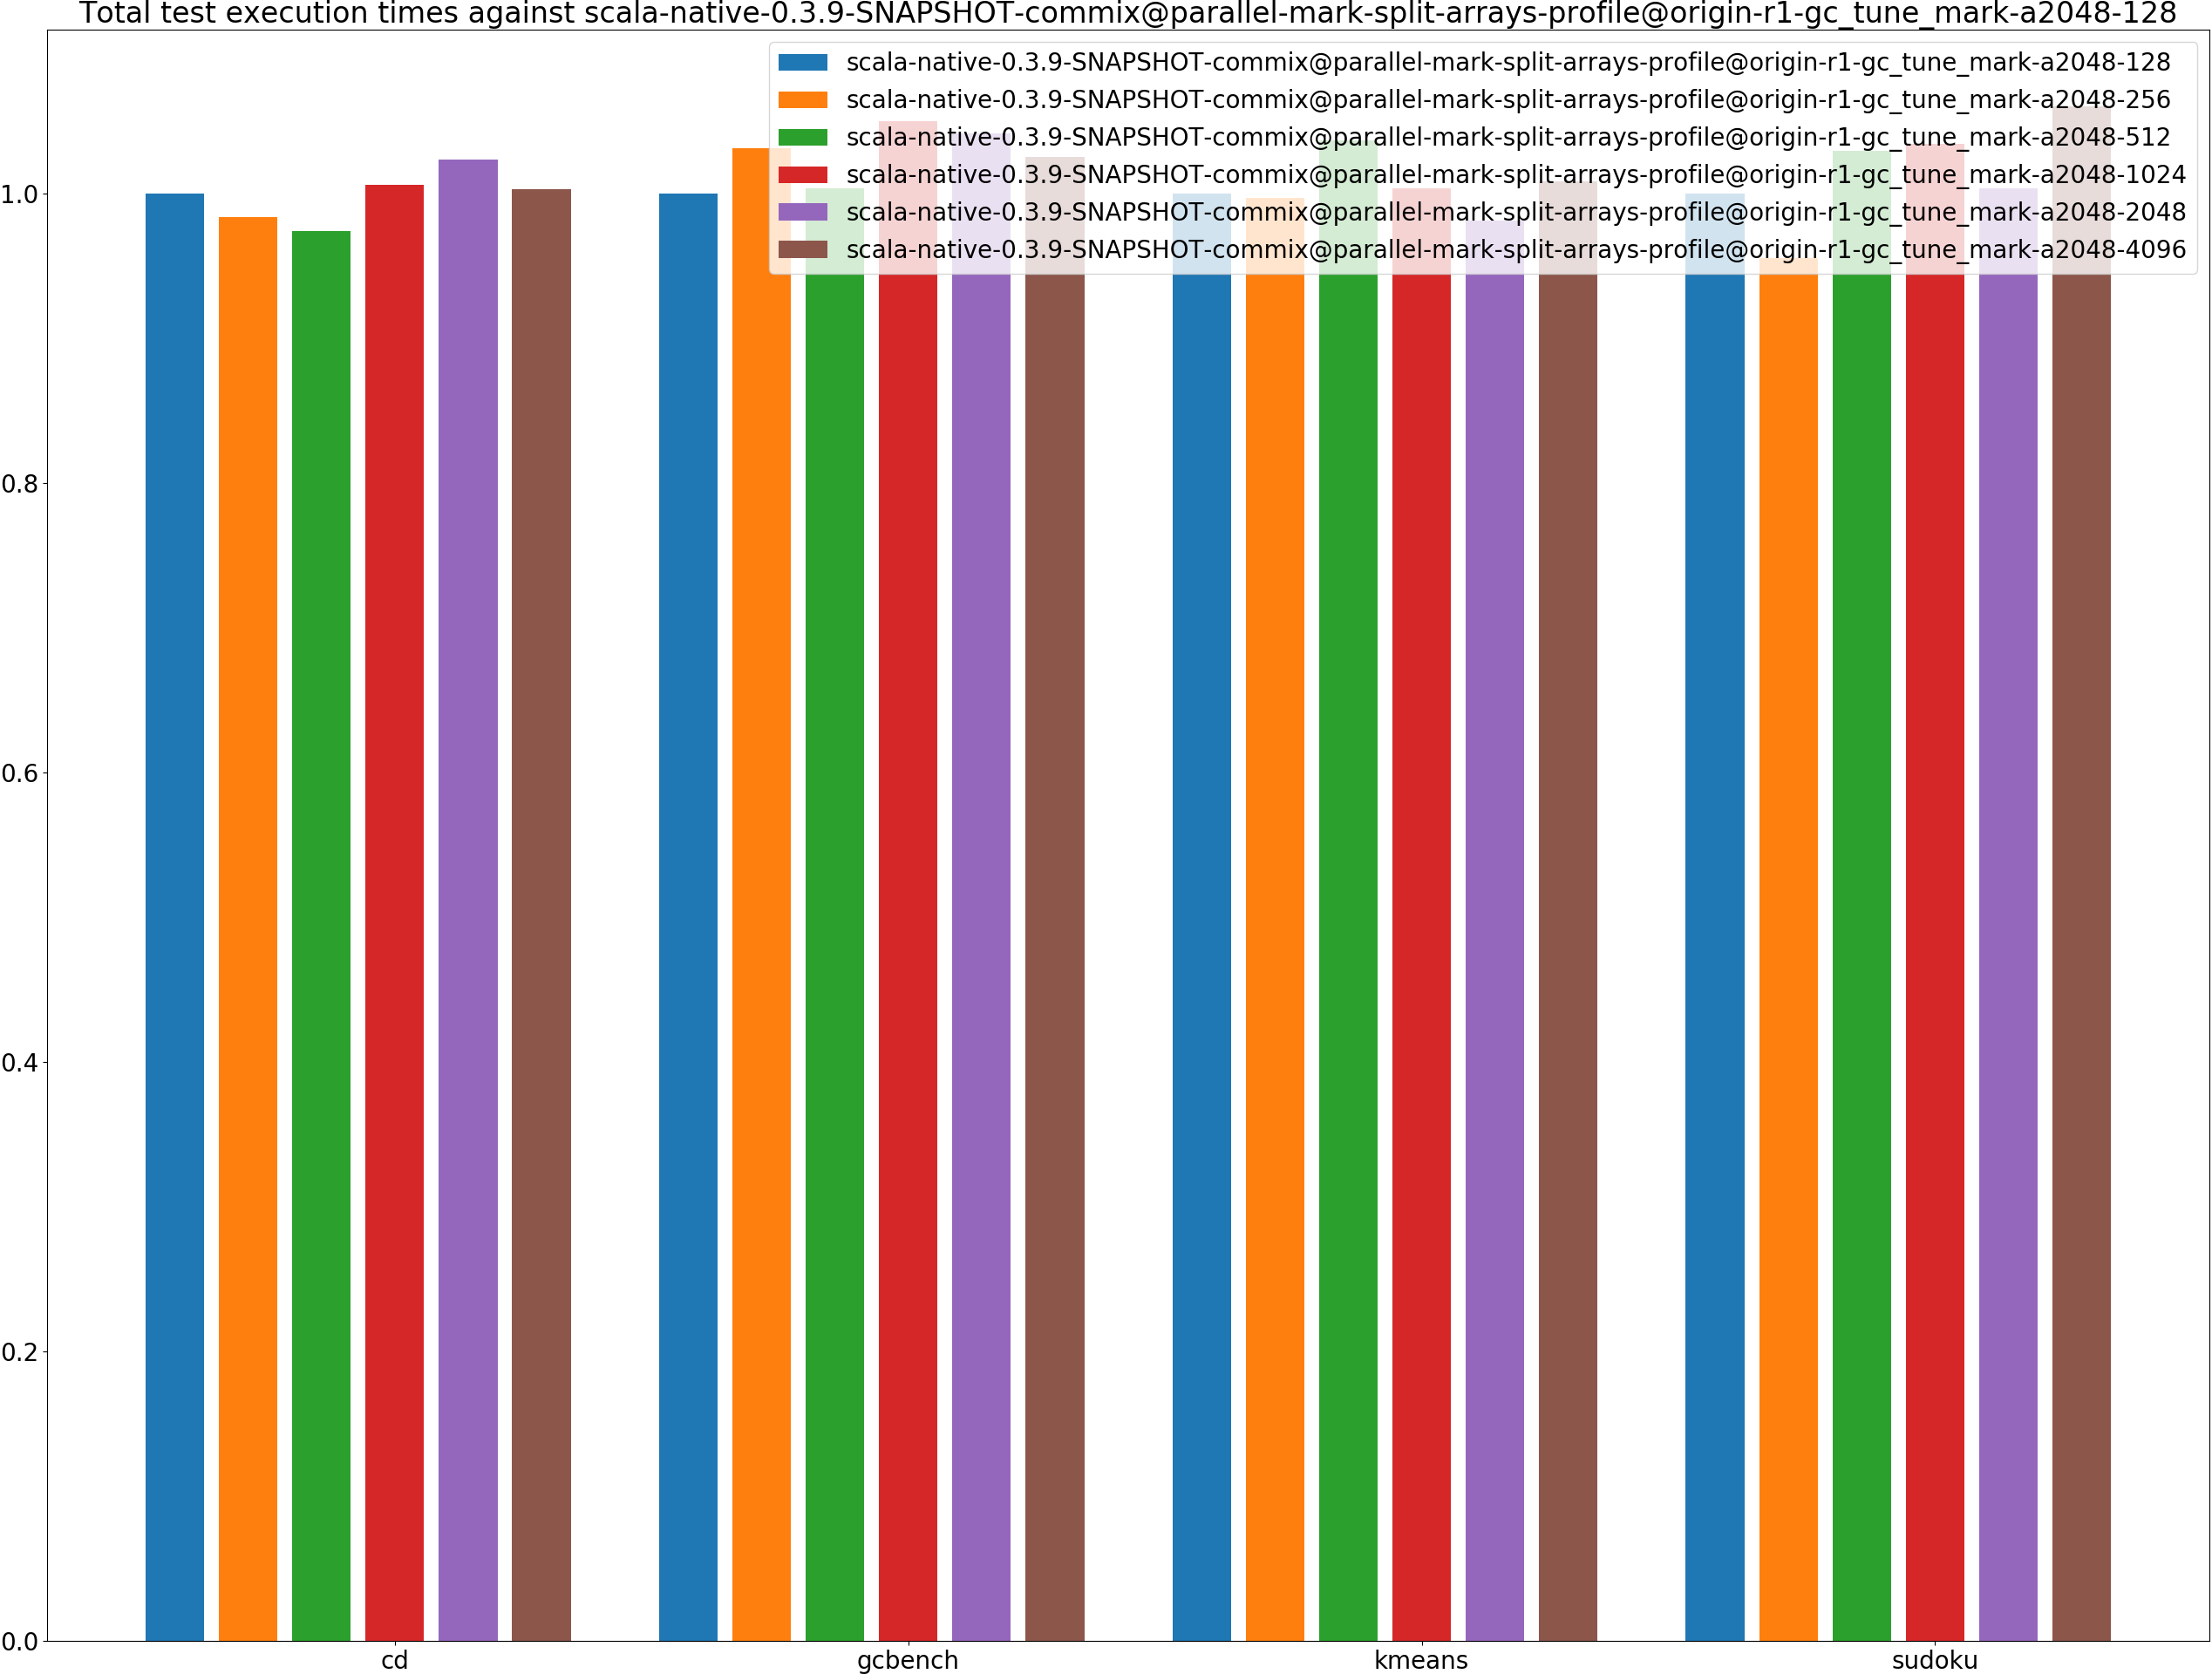 Total test execution times against scala-native-0.3.9-SNAPSHOT-commix@parallel-mark-split-arrays-profile@origin-r1-gc_tune_mark-a2048-128
scala-native-0.3.9-SNAPSHOT-commix@parallel-mark-split-arrays-profile@origin-r1-gc_tune_mark-a2048-128
scala-native-0.3.9-SNAPSHOT-commix@parallel-mark-split-arrays-profile@origin-r1-gc_tune_mark-a2048-256
scala-native-0.3.9-SNAPSHOT-commix@parallel-mark-split-arrays-profile@origin-r1-gc_tune_mark-a2048-512
scala-native-0.3.9-SNAPSHOT-commix@parallel-mark-split-arrays-profile@origin-r1-gc_tune_mark-a2048-1024
scala-native-0.3.9-SNAPSHOT-commix@parallel-mark-split-arrays-profile@origin-r1-gc_tune_mark-a2048-2048
scala-native-0.3.9-SNAPSHOT-commix@parallel-mark-split-arrays-profile@origin-r1-gc_tune_mark-a2048-4096
1.0
0.8
0.6
0.4
0.2
0.0
cd gcbench kmeans sudoku